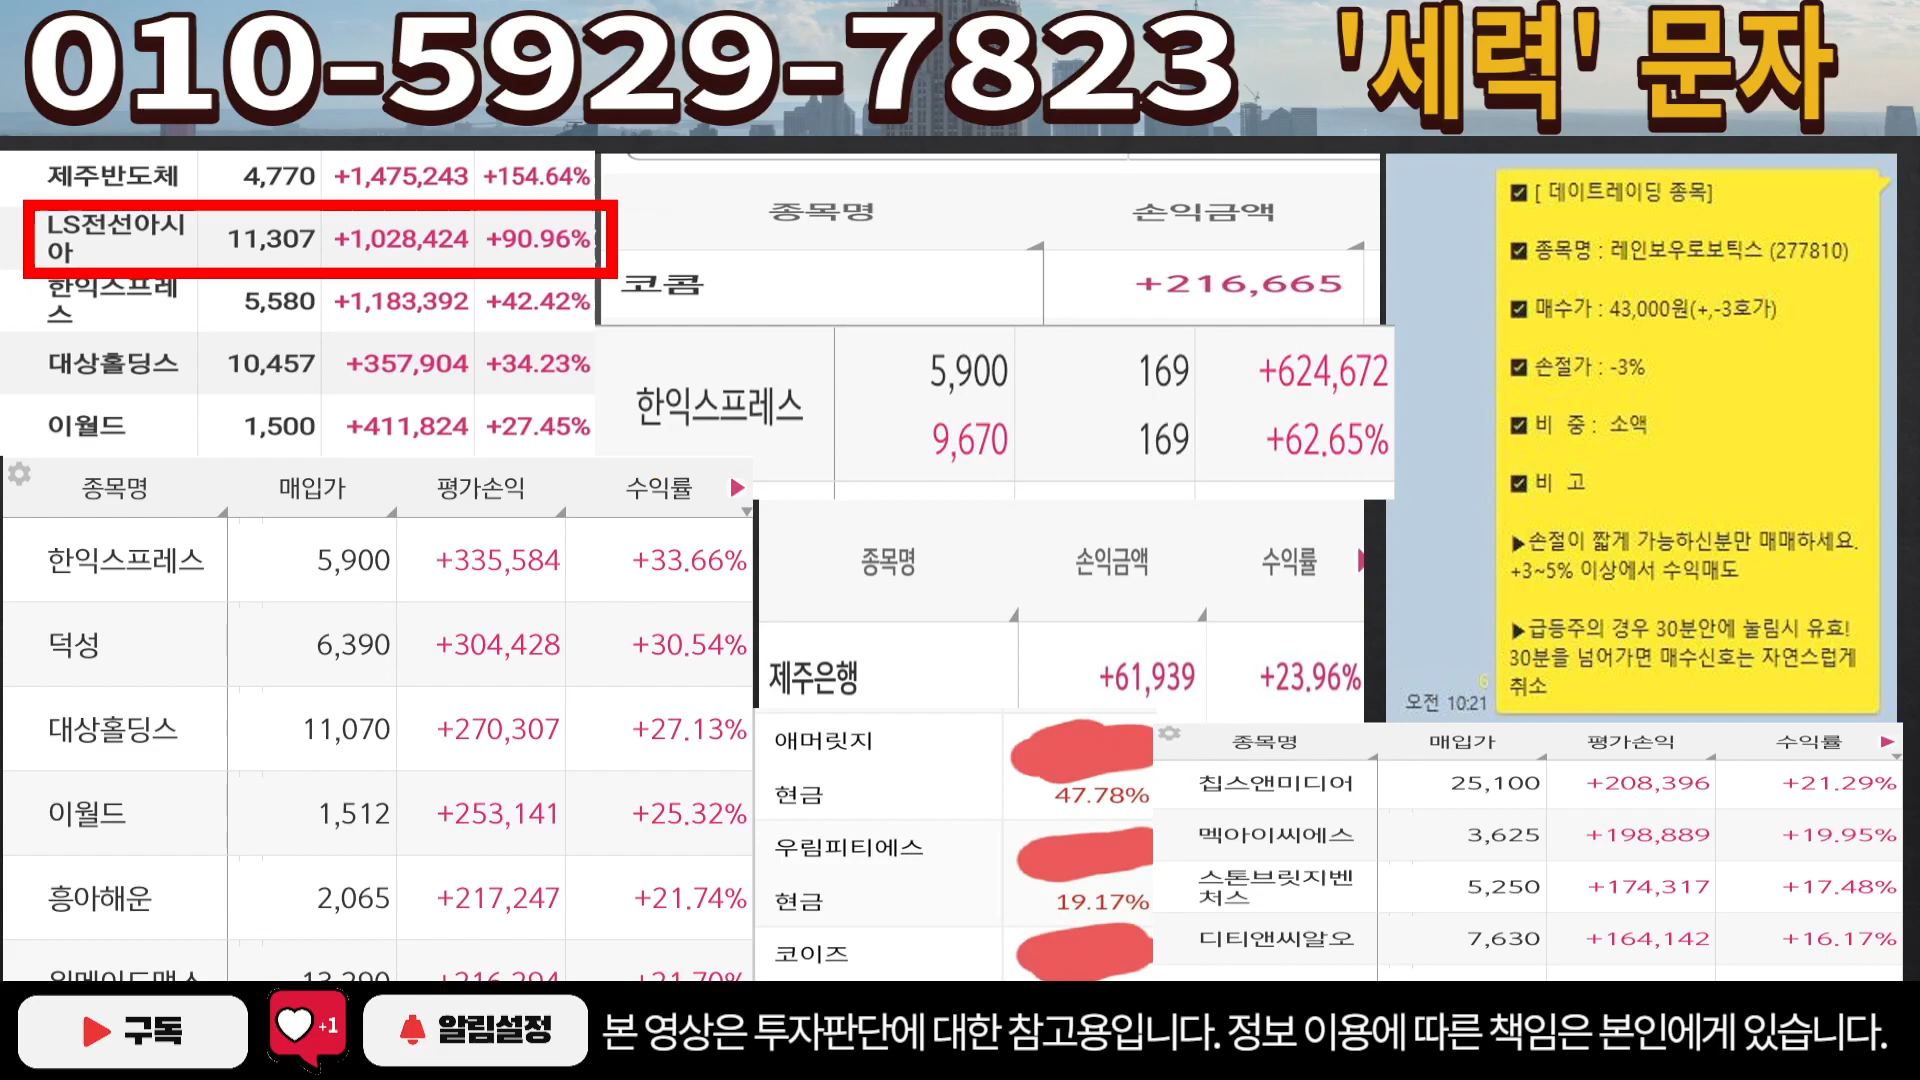 010-5929-7823 '세력' 문자
제주반도체 4,770 +1,475,243 +154.64%
LS전선아시아 11,307 +1,028,424 +90.96%
한익스프레스 5,580 +1,183,392 +42.42%
대상홀딩스 10,457 +357,904 +34.23%
이월드 1,500 +411,824 +27.45%
종목명 손익금액
코콤 +216,665
한익스프레스 5,900 169 +624,672
9,670 169 +62.65%
☑ [ 데이트레이딩 종목]
☑ 종목명 : 레인보우로보틱스 (277810)
☑ 매수가 : 43,000원(+,-3호가)
☑ 손절가 : -3%
☑ 비 중 : 소액
☑ 비 고
▶손절이 짧게 가능하신분만 매매하세요.
+3~5% 이상에서 수익매도
▶급등주의 경우 30분안에 눌림시 유효!
30분을 넘어가면 매수신호는 자연스럽게
취소
6
오전 10:21
종목명 매입가 평가손익 수익률
한익스프레스 5,900 +335,584 +33.66%
덕성 6,390 +304,428 +30.54%
대상홀딩스 11,070 +270,307 +27.13%
이월드 1,512 +253,141 +25.32%
흥아해운 2,065 +217,247 +21.74%
종목명 손익금액 수익률
제주은행 +61,939 +23.96%
애머릿지
현금 47.78%
우림피티에스
현금 19.17%
코이즈
종목명 매입가 평가손익 수익률
칩스앤미디어 25,100 +208,396 +21.29%
멕아이씨에스 3,625 +198,889 +19.95%
스톤브릿지벤처스 5,250 +174,317 +17.48%
디티앤씨알오 7,630 +164,142 +16.17%
구독 +1 알림설정 본 영상은 투자판단에 대한 참고용입니다. 정보 이용에 따른 책임은 본인에게 있습니다.